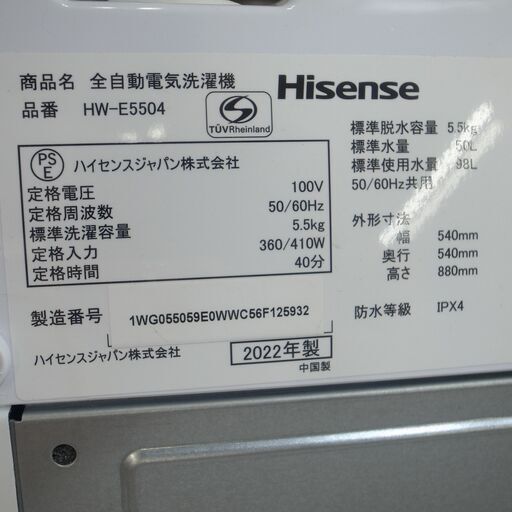 商品名 全自動電気洗濯機
品番 HW-E5504
S
TÜVRheinland
Hisense
PS
E
ハイセンスジャパン株式会社
定格電圧 100V
定格周波数 50/60Hz
標準洗濯容量 5.5kg
定格入力 360/410W
定格時間 40分
標準脱水容量 5.5kg
標準水量 50L
標準使用水量 98L
50/60Hz共用
外形寸法
幅 540mm
奥行 540mm
高さ 880mm
防水等級 IPX4
製造番号 1WG055059E0WWC56F125932
ハイセンスジャパン株式会社
2022年製
中国製